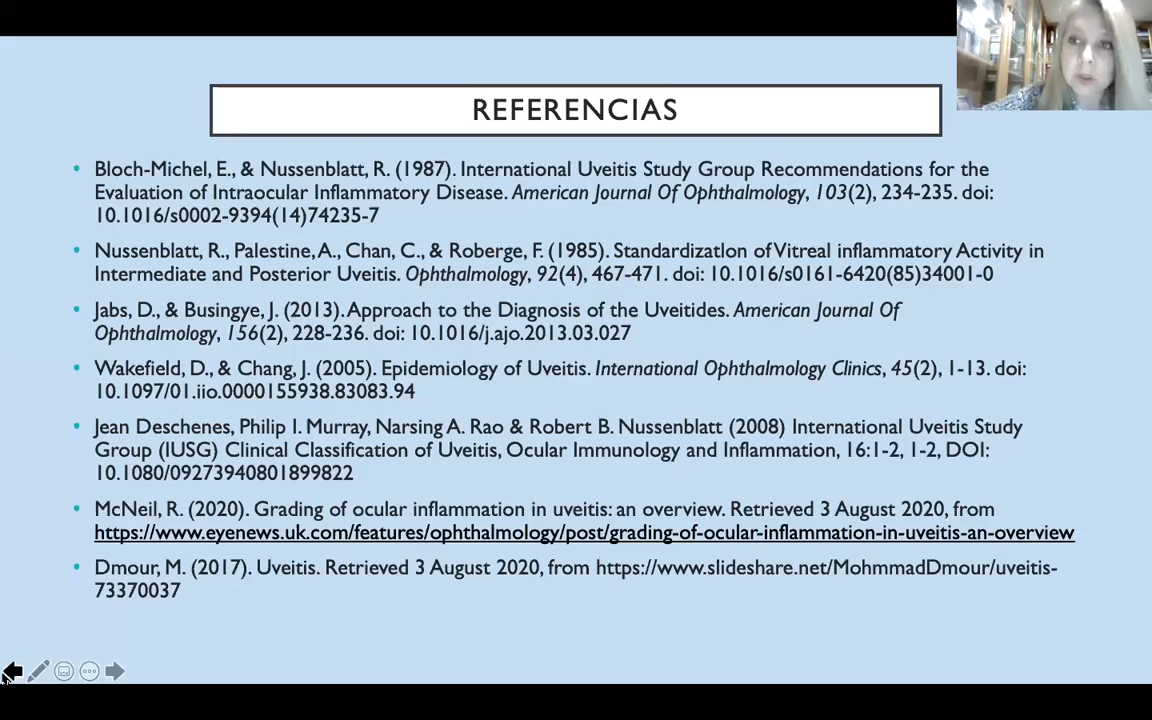 REFERENCIAS
Bloch-Michel, E., & Nussenblatt, R. (1987). International Uveitis Study Group Recommendations for the
Evaluation of Intraocular Inflammatory Disease. American Journal Of Ophthalmology, 103(2), 234-235. doi:
10.1016/s0002-9394(14)74235-7
Nussenblatt, R., Palestine, A., Chan, C., & Roberge, F. (1985). Standardizatlon of Vitreal inflammatory Activity in
Intermediate and Posterior Uveitis. Ophthalmology, 92(4), 467-471. doi: 10.1016/s0161-6420(85)34001-0
Jabs, D., & Busingye, J. (2013). Approach to the Diagnosis of the Uveitides. American Journal Of
Ophthalmology, 156(2), 228-236. doi: 10.1016/j.ajo.2013.03.027
Wakefield, D., & Chang, J. (2005). Epidemiology of Uveitis. International Ophthalmology Clinics, 45(2), 1-13. doi:
10.1097/01.iio.0000155938.83083.94
Jean Deschenes, Philip I. Murray, Narsing A. Rao & Robert B. Nussenblatt (2008) International Uveitis Study
Group (IUSG) Clinical Classification of Uveitis, Ocular Immunology and Inflammation, 16:1-2, 1-2, DOI:
10.1080/09273940801899822
McNeil, R. (2020). Grading of ocular inflammation in uveitis: an overview. Retrieved 3 August 2020, from
https://www.eyenews.uk.com/features/ophthalmology/post/grading-of-ocular-inflammation-in-uveitis-an-overview
Dmour, M. (2017). Uveitis. Retrieved 3 August 2020, from https://www.slideshare.net/MohmmadDmour/uveitis-
73370037